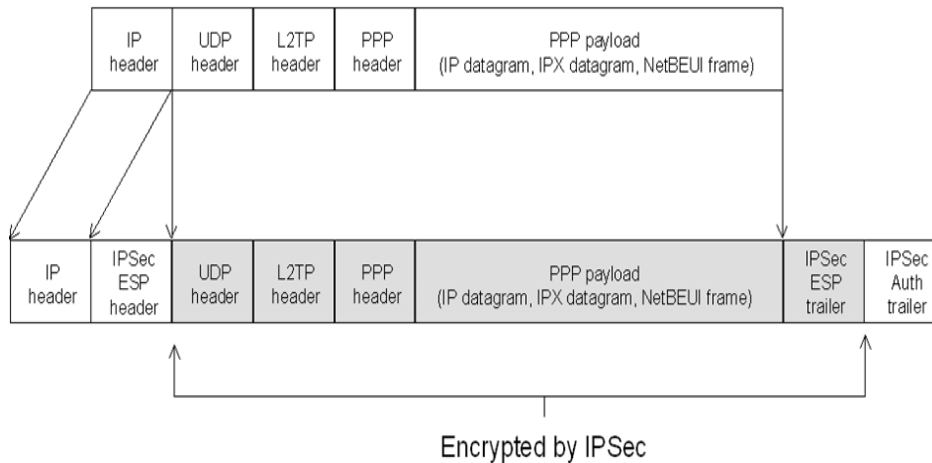 IP
header
UDP
header
L2TP
header
PPP
header
PPP payload
(IP datagram, IPX datagram, NetBEUI frame)
IP
header
IPSec
ESP
header
UDP
header
L2TP
header
PPP
header
PPP payload
(IP datagram, IPX datagram, NetBEUI frame)
IPSec
ESP
trailer
IPSec
Auth
trailer
Encrypted by IPSec